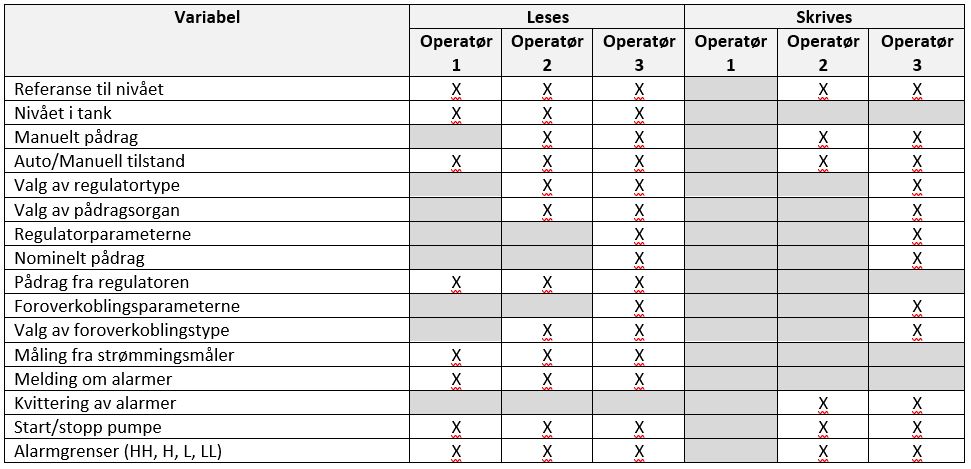 Variabel Leses Skrives
Operatør 1 Operatør 2 Operatør 3 Operatør 1 Operatør 2 Operatør 3
Referanse til nivået X X X X X
Nivået i tank X X X
Manuelt pådrag X X X X
Auto/Manuell tilstand X X X X X
Valg av regulatortype X X X
Valg av pådragsorgan X X X
Regulatorparameterne X X
Nominelt pådrag X X
Pådrag fra regulatoren X X X
Foroverkoblingsparameterne X X
Valg av foroverkoblingstype X X X
Måling fra strømmingsmåler X X X
Melding om alarmer X X X
Kvittering av alarmer X X
Start/stopp pumpe X X X X X
Alarmgrenser (HH, H, L, LL) X X X X X